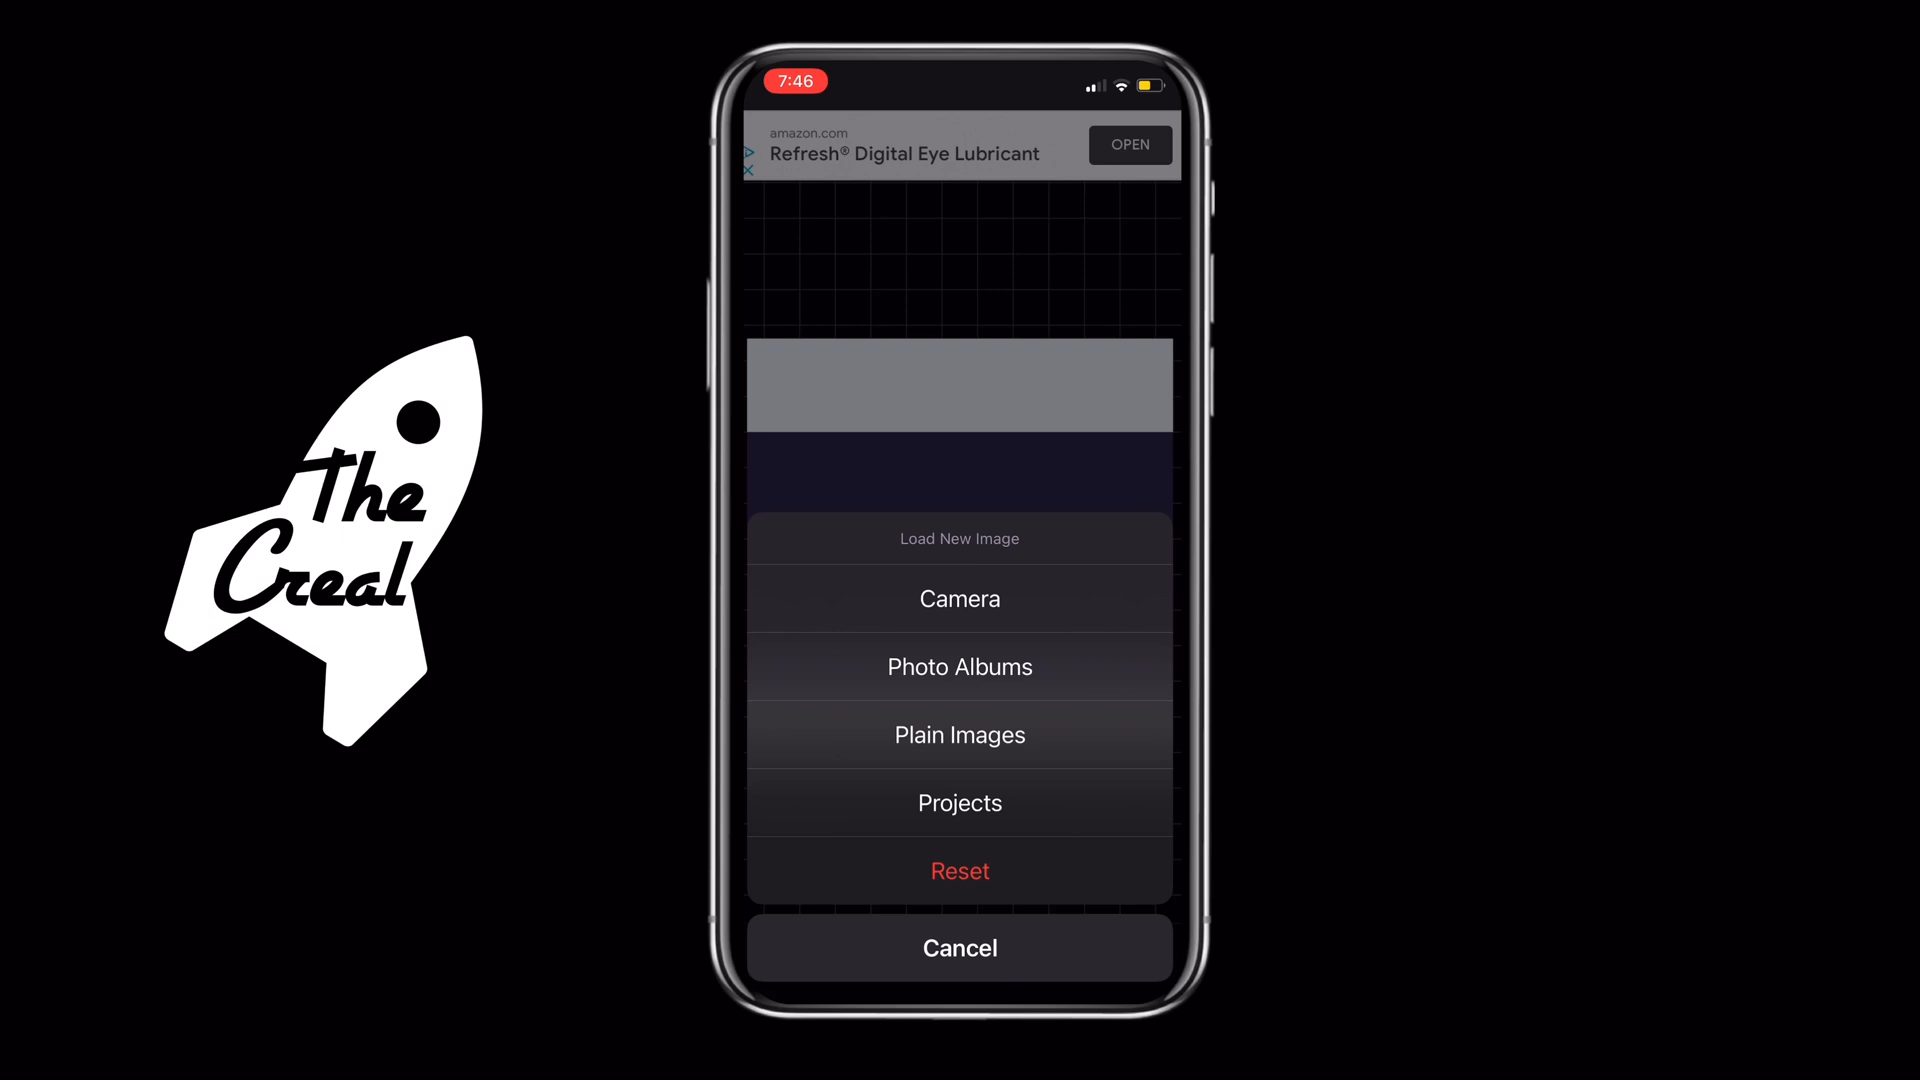 7:46
amazon.com
Refresh® Digital Eye Lubricant
OPEN
The
Creal
Load New Image
Camera
Photo Albums
Plain Images
Projects
Reset
Cancel